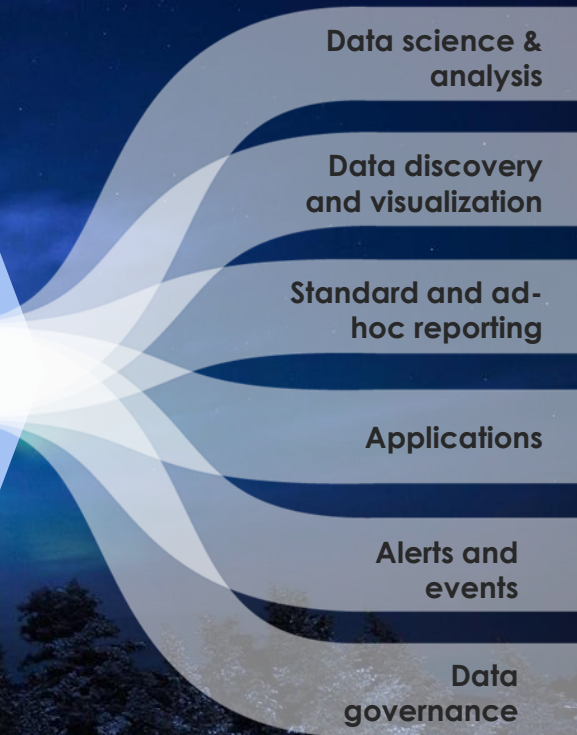 Data science &
analysis
Data discovery
and visualization
Standard and ad-
hoc reporting
Applications
Alerts and
events
Data
governance